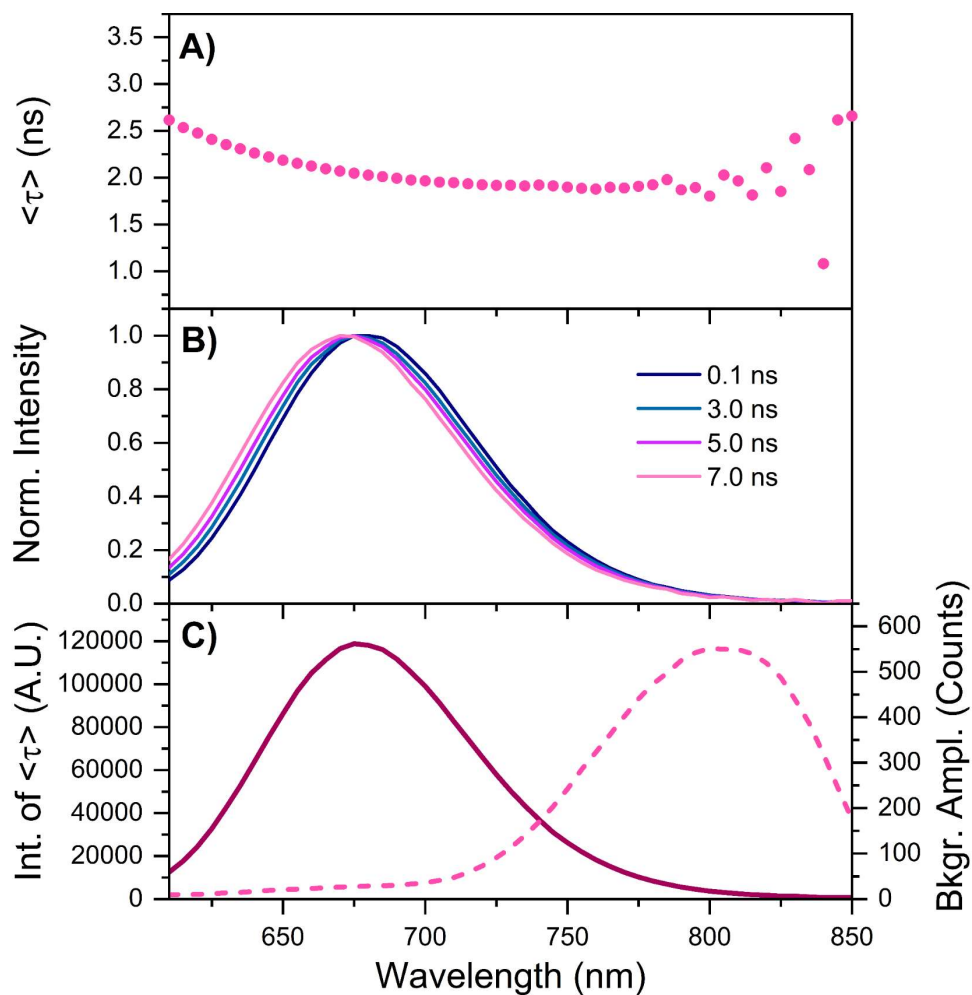 A)
3.5
3.0
2.5
2.0
1.5
1.0
<τ> (ns)
B)
1.0
0.8
0.6
0.4
0.2
0.0
Norm. Intensity
0.1 ns
3.0 ns
5.0 ns
7.0 ns
C)
120000
100000
80000
60000
40000
20000
0
Int. of <τ> (A.U.)
600
500
400
300
200
100
0
Bkgr. Ampl. (Counts)
650 700 750 800 850
Wavelength (nm)